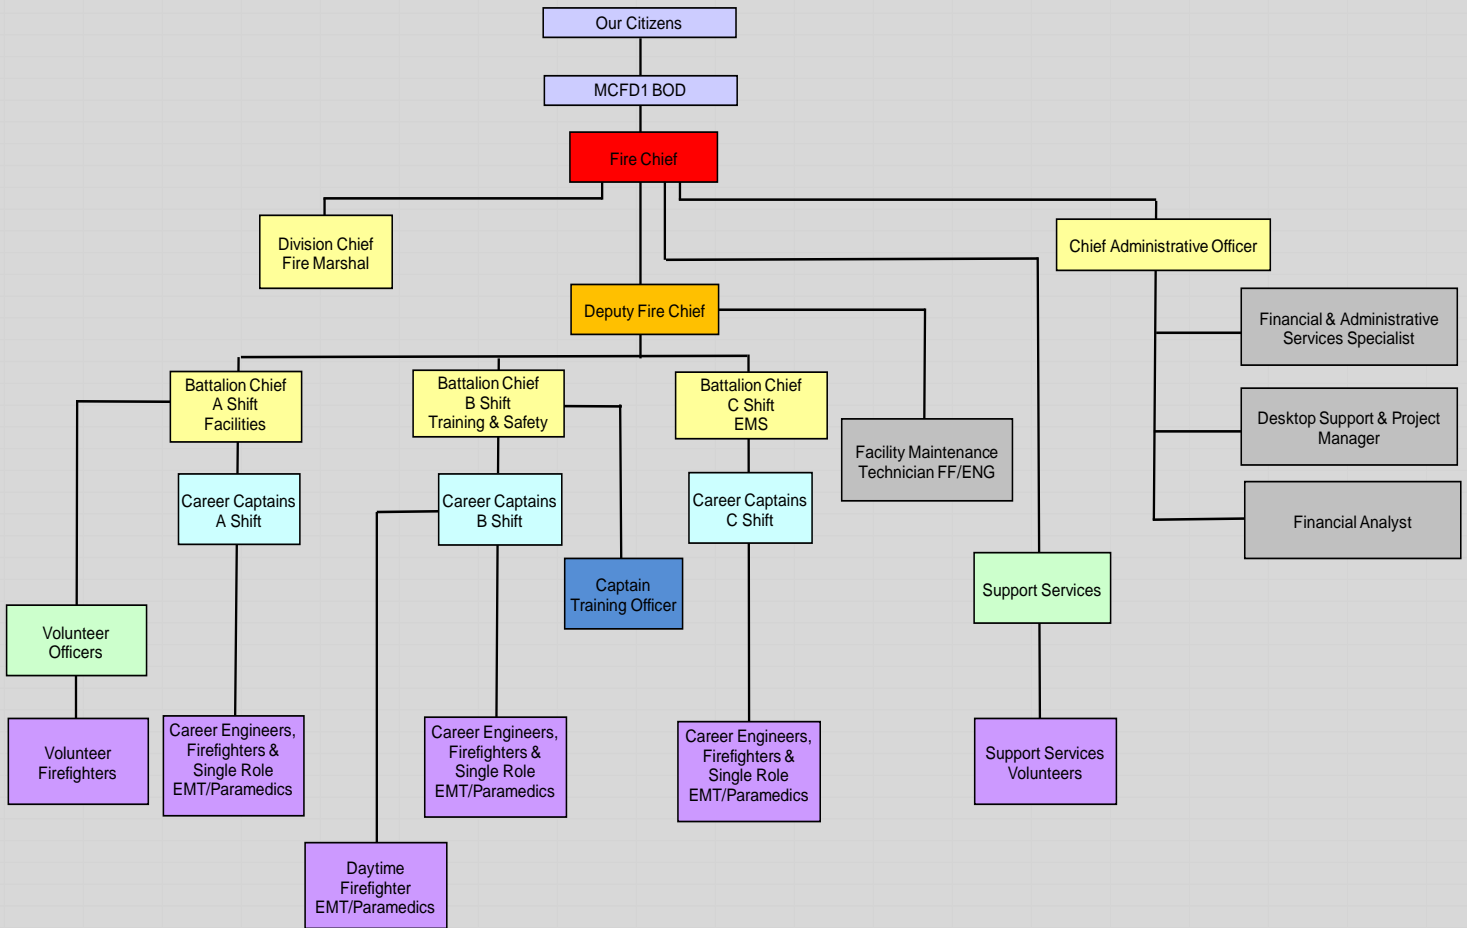 Our Citizens
MCFD1 BOD
Fire Chief
Division Chief
Fire Marshal
Chief Administrative Officer
Deputy Fire Chief
Financial & Administrative
Services Specialist
Battalion Chief
A Shift
Facilities
Battalion Chief
B Shift
Training & Safety
Battalion Chief
C Shift
EMS
Desktop Support & Project
Manager
Facility Maintenance
Technician FF/ENG
Career Captains
A Shift
Career Captains
B Shift
Career Captains
C Shift
Financial Analyst
Captain
Training Officer
Support Services
Volunteer
Officers
Volunteer
Firefighters
Career Engineers,
Firefighters &
Single Role
EMT/Paramedics
Career Engineers,
Firefighters &
Single Role
EMT/Paramedics
Career Engineers,
Firefighters &
Single Role
EMT/Paramedics
Support Services
Volunteers
Daytime
Firefighter
EMT/Paramedics